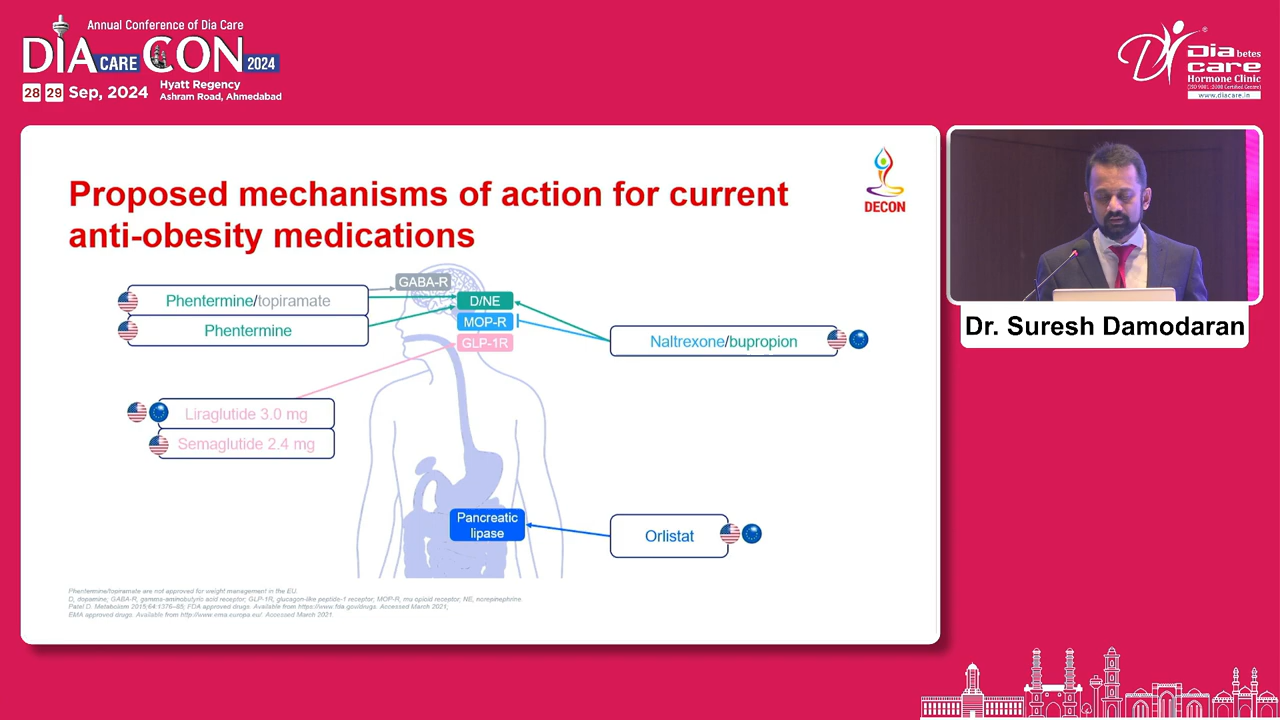 Annual Conference of Dia Care
DIA CARE CON 2024
28 29 Sep, 2024
Hyatt Regency
Ashram Road, Ahmedabad
Diabetes
care
Hormone Clinic
(ISO 9001 :2008 Certified Centre)
www.diacare.in
DECON
Proposed mechanisms of action for current
anti-obesity medications
GABA-R
Phentermine/topiramate
D/NE
Phentermine
MOP-R
GLP-1R
Naltrexone/bupropion
Liraglutide 3.0 mg
Semaglutide 2.4 mg
Pancreatic
lipase
Orlistat
Phentermine/topiramate are not approved for weight management in the EU.
D, dopamine, GABA-R, gamma-aminobutyric acid receptor; GLP-1R, glucagon-like peptide-1 receptor; MOP-R, mu opioid receptor; NE, norepinephrine.
Patel D. Metabolism 2015;64:1376–85; FDA approved drugs. Available from https://www.fda.gov/drugs. Accessed March 2021;
EMA approved drugs. Available from http://www.ema.europa.eu/. Accessed March 2021.
Dr. Suresh Damodaran